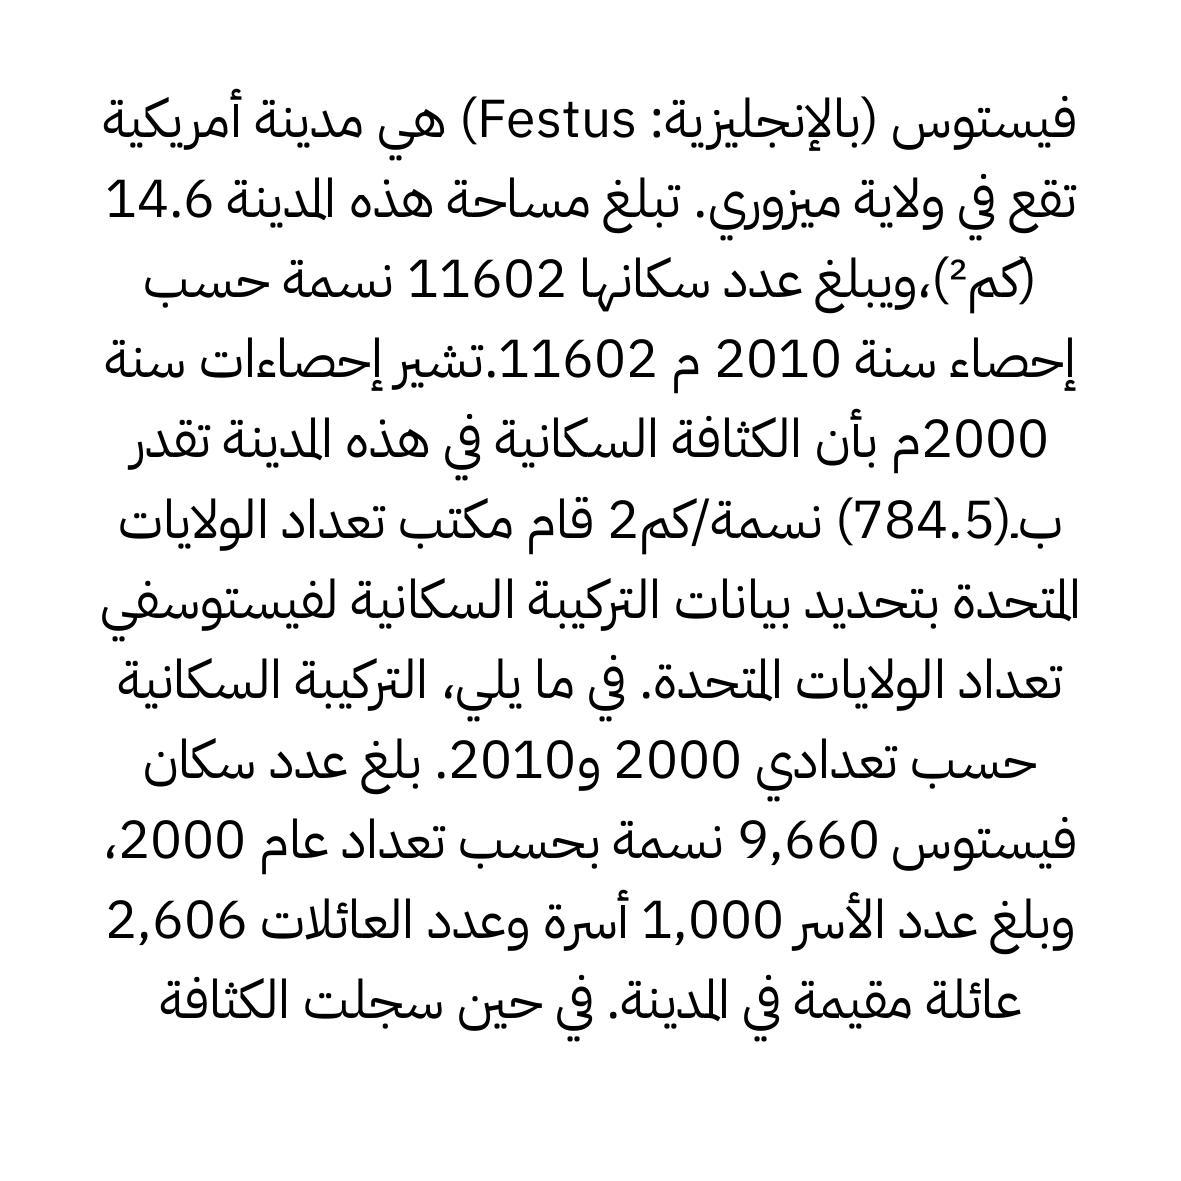 فيستوس (بالإنجليزية: Festus) هي مدينة أمريكية
تقع في ولاية ميزوري. تبلغ مساحة هذه المدينة 14.6
(كم²)،ويبلغ عدد سكانها 11602 نسمة حسب
إحصاء سنة 2010 م 11602.تشير إحصاءات سنة
2000م بأن الكثافة السكانية في هذه المدينة تقدر
بـ(784.5) نسمة/كم2 قام مكتب تعداد الولايات
المتحدة بتحديد بيانات التركيبة السكانية لفيستوسفي
تعداد الولايات المتحدة. في ما يلي، التركيبة السكانية
حسب تعدادي 2000 و2010. بلغ عدد سكان
فيستوس 9,660 نسمة بحسب تعداد عام 2000،
وبلغ عدد الأسر 1,000 أسرة وعدد العائلات 2,606
عائلة مقيمة في المدينة. في حين سجلت الكثافة